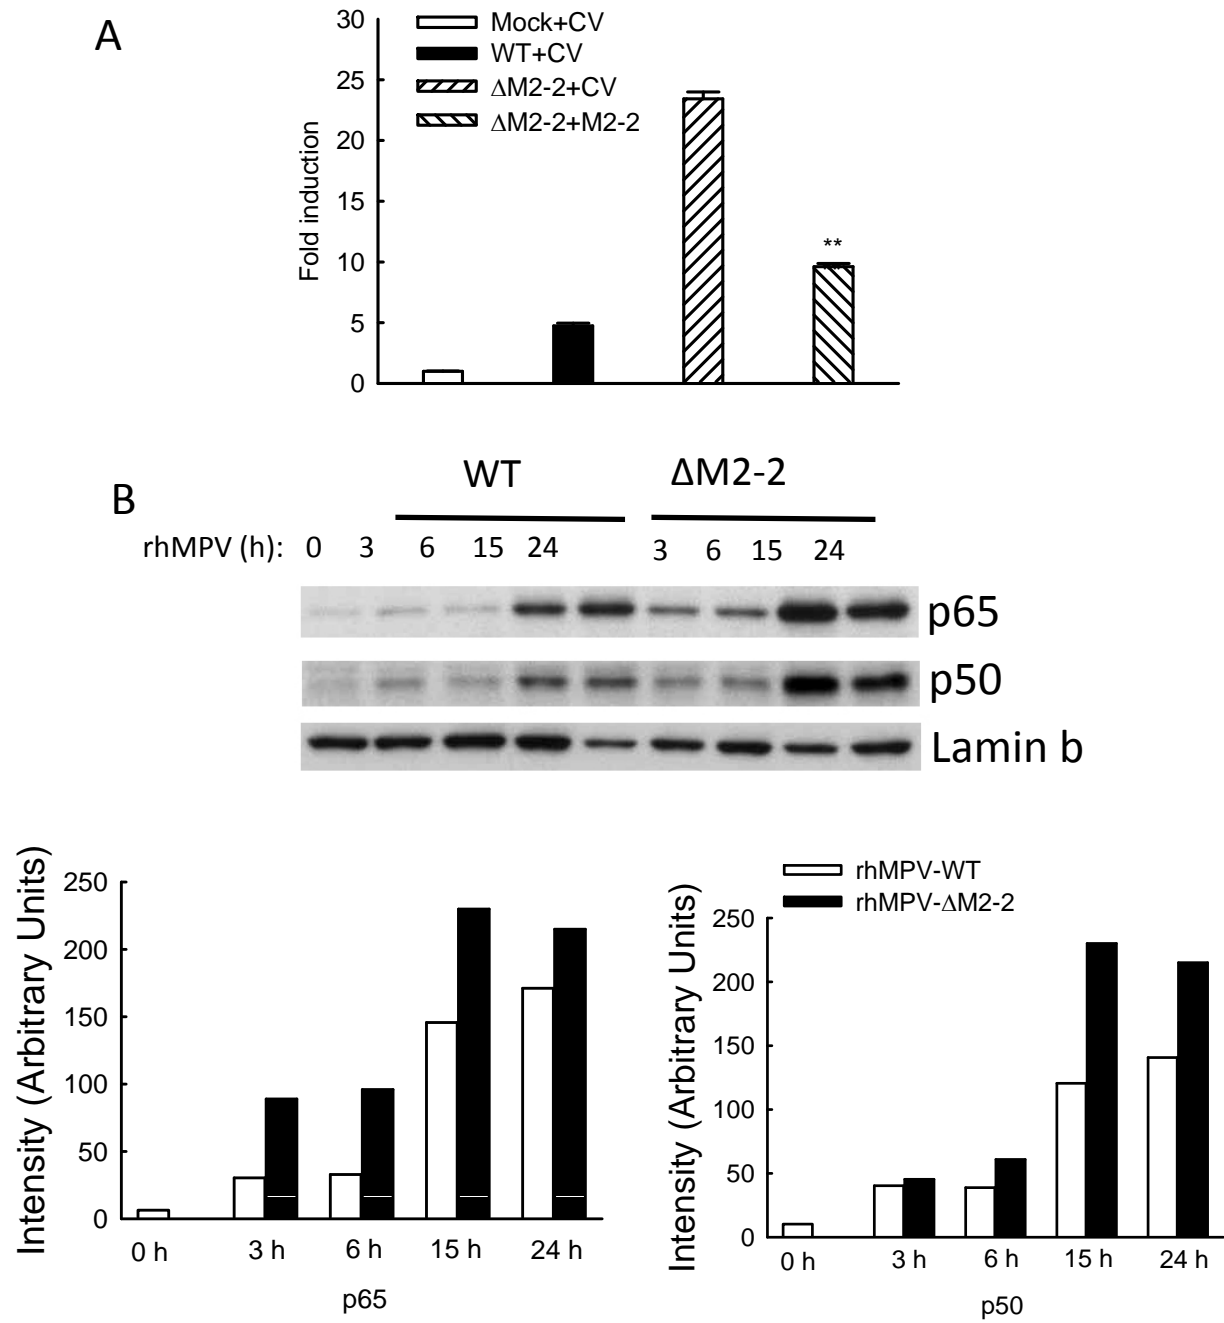 A
30
25
20
15
10
5
0
Fold induction
Mock+CV
WT+CV
ΔM2-2+CV
ΔM2-2+M2-2
**
B
WT
ΔM2-2
rhMPV (h): 0 3 6 15 24 3 6 15 24
p65
p50
Lamin b
Intensity (Arbitrary Units)
250
200
150
100
50
0
0 h 3 h 6 h 15 h 24 h
p65
rhMPV-WT
rhMPV-ΔM2-2
Intensity (Arbitrary Units)
250
200
150
100
50
0
0 h 3 h 6 h 15 h 24 h
p50